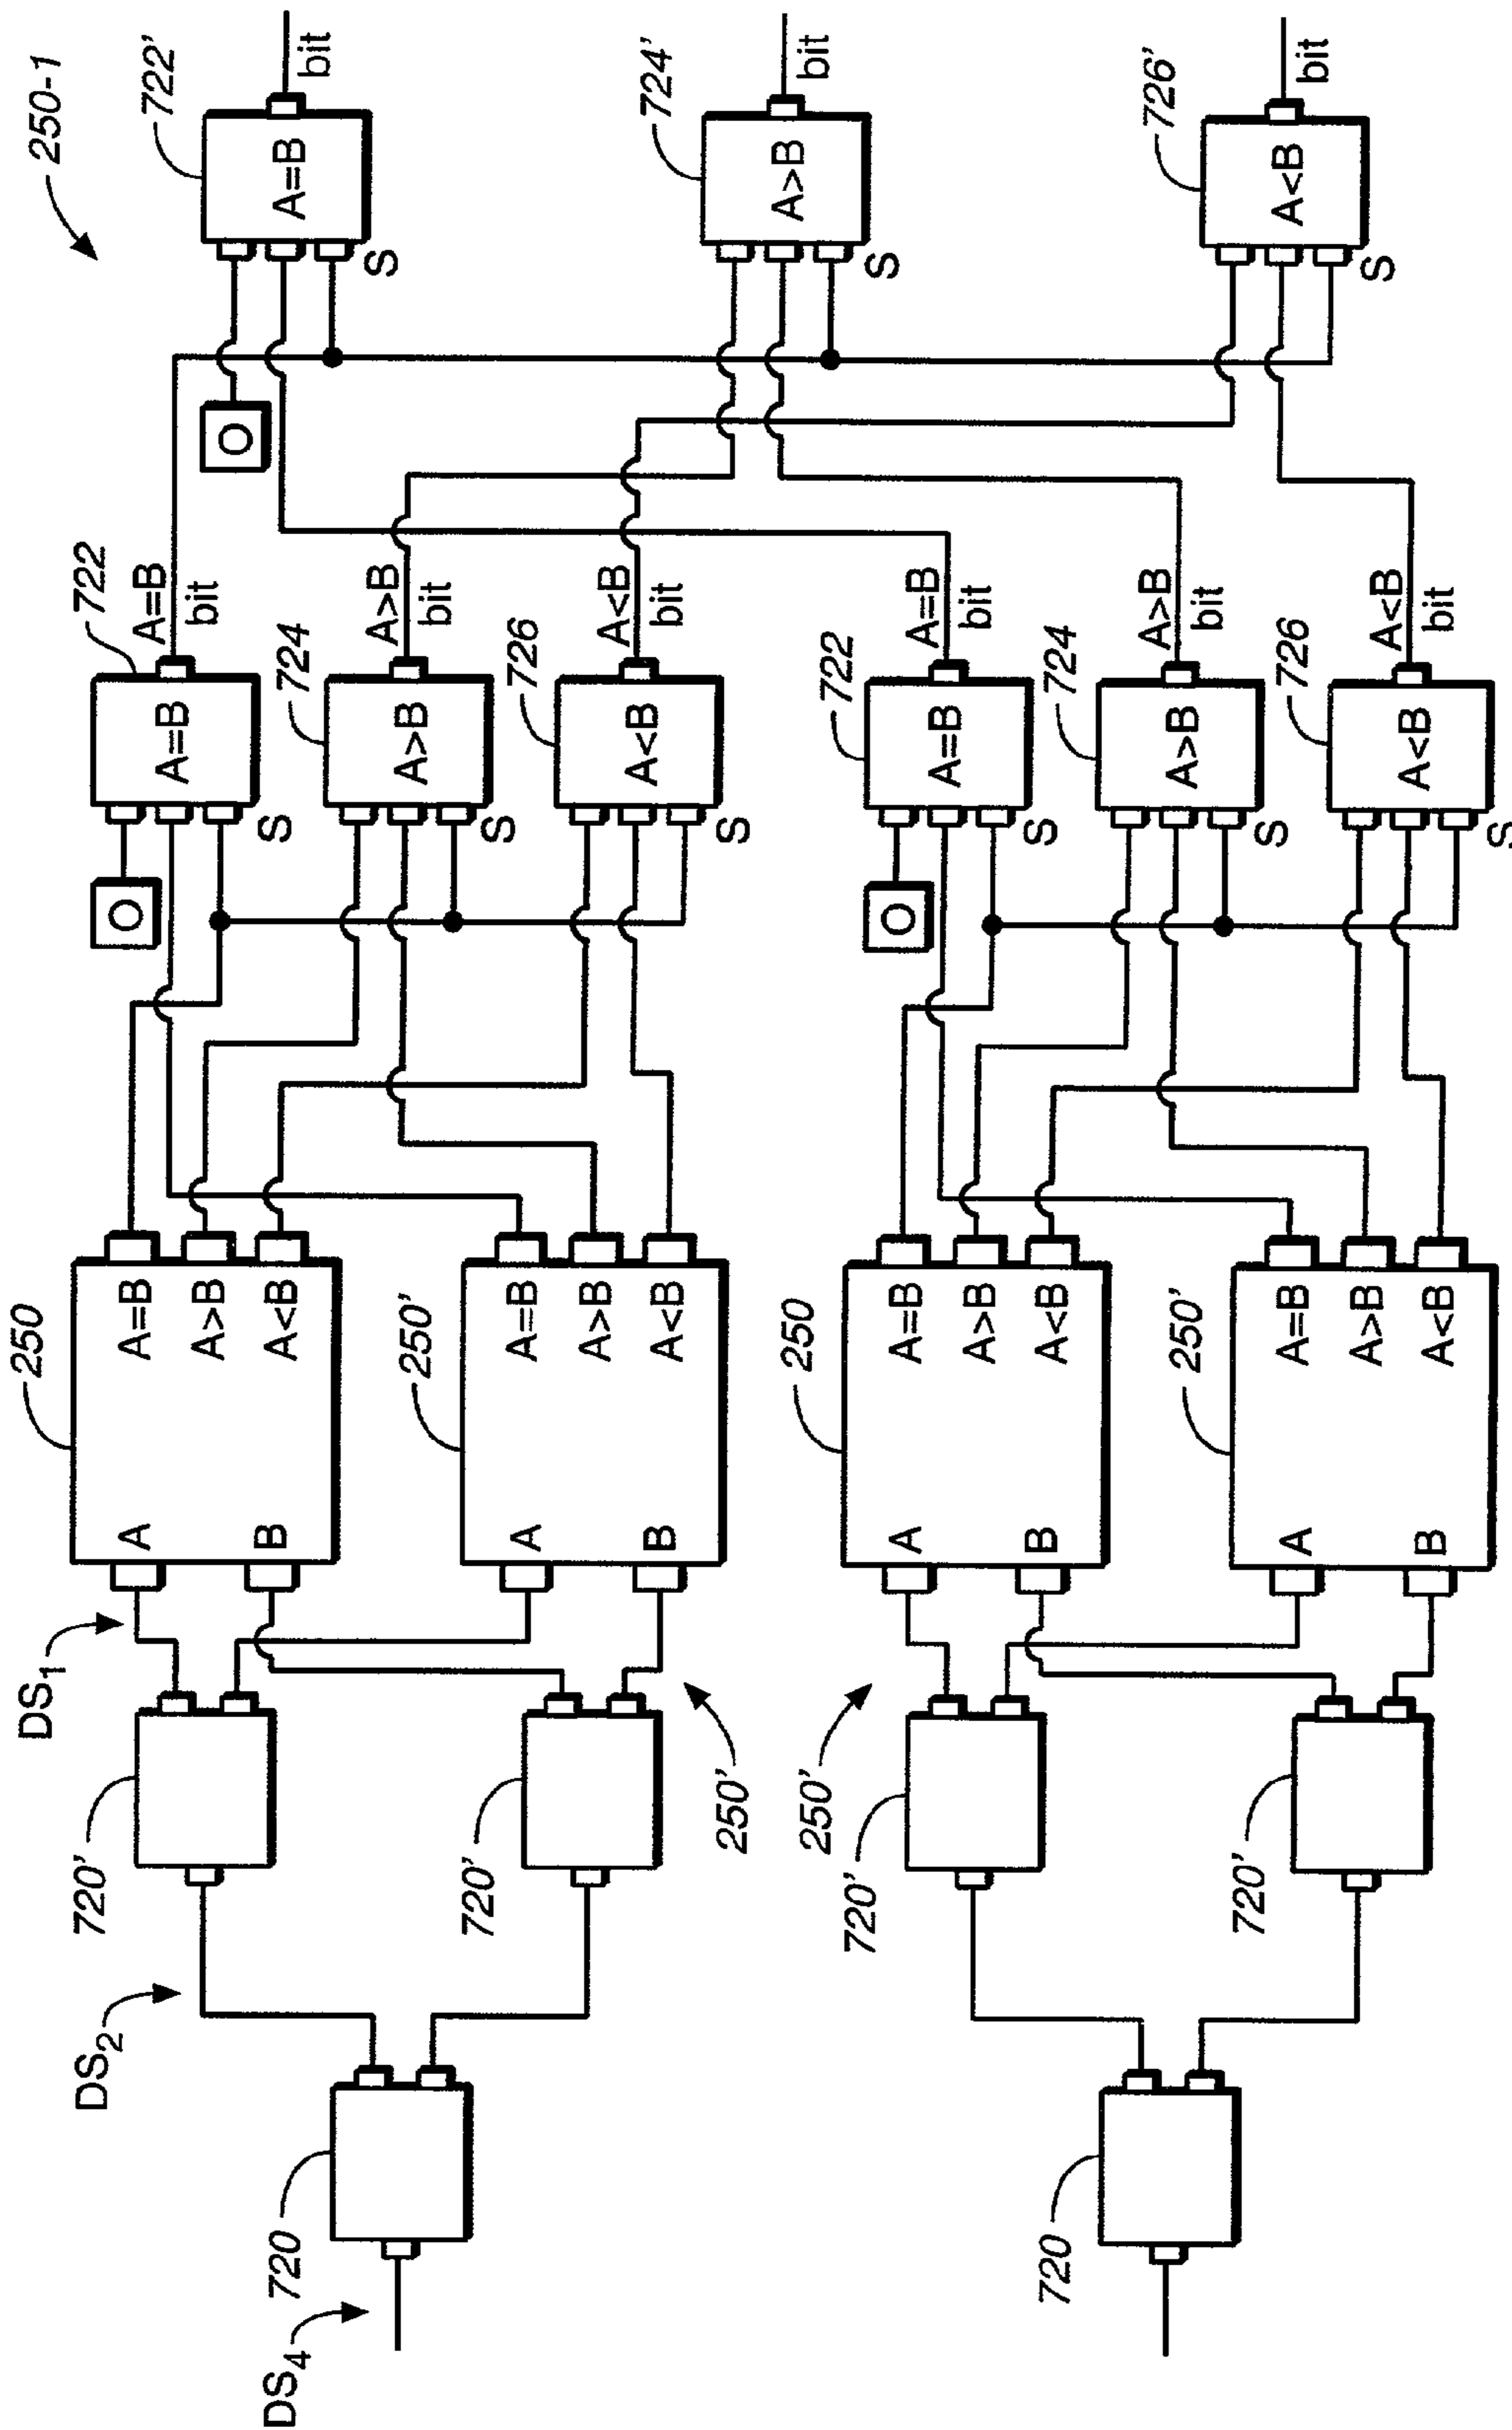 250-1
722'
A=B
bit
S
724'
A>B
bit
S
726'
A<B
bit
S
O
722
A=B
A=B
bit
S
O
724
A>B
A>B
bit
S
726
A<B
A<B
bit
S
722
A=B
A=B
bit
S
O
724
A>B
A>B
bit
S
726
A<B
A<B
bit
S
250
A
B
A=B
A>B
A<B
250'
A
B
A=B
A>B
A<B
250
A
B
A=B
A>B
A<B
250'
A
B
A=B
A>B
A<B
DS1
720'
720'
250'
250'
720'
720'
DS2
720
720
DS4